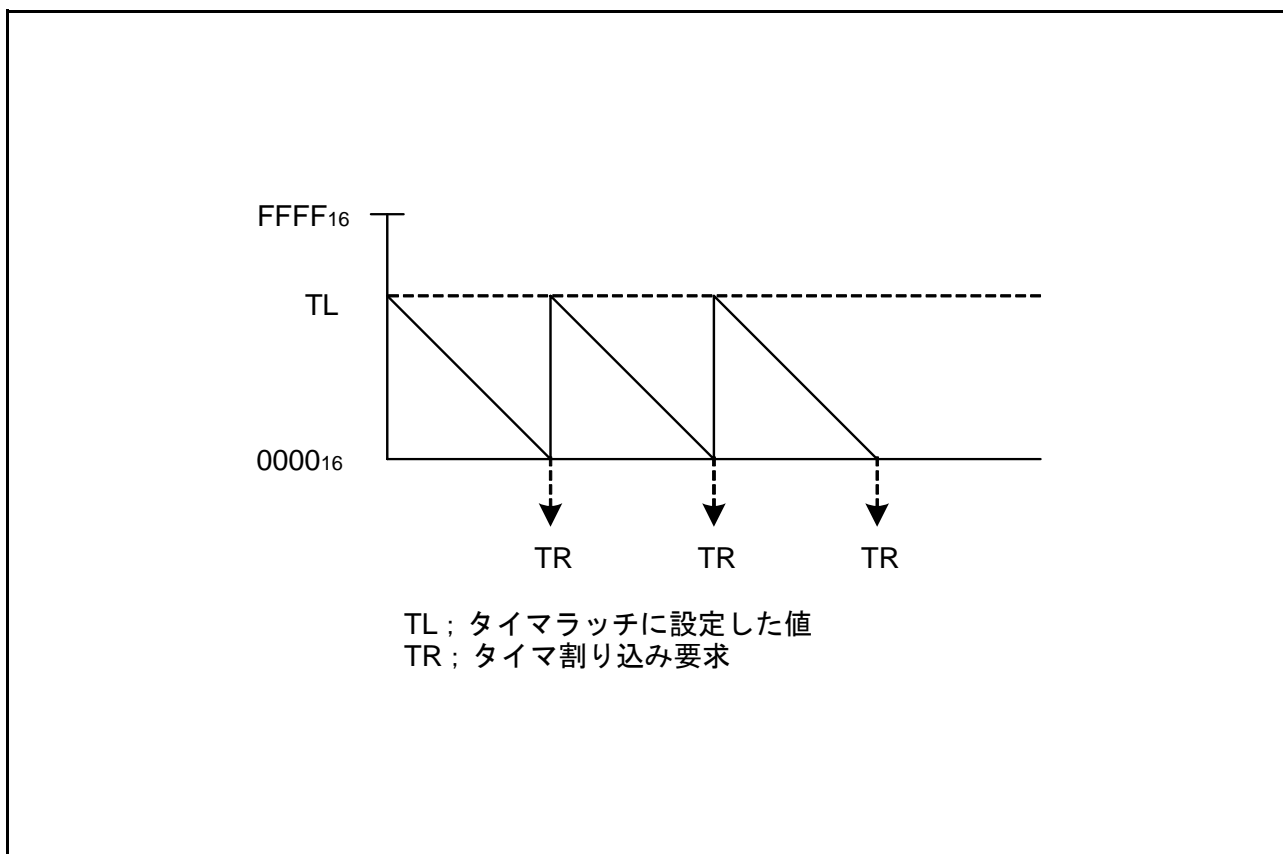 FFFF16
TL
000016
TR TR TR
TL ; タイマラッチに設定した値
TR ; タイマ割り込み要求